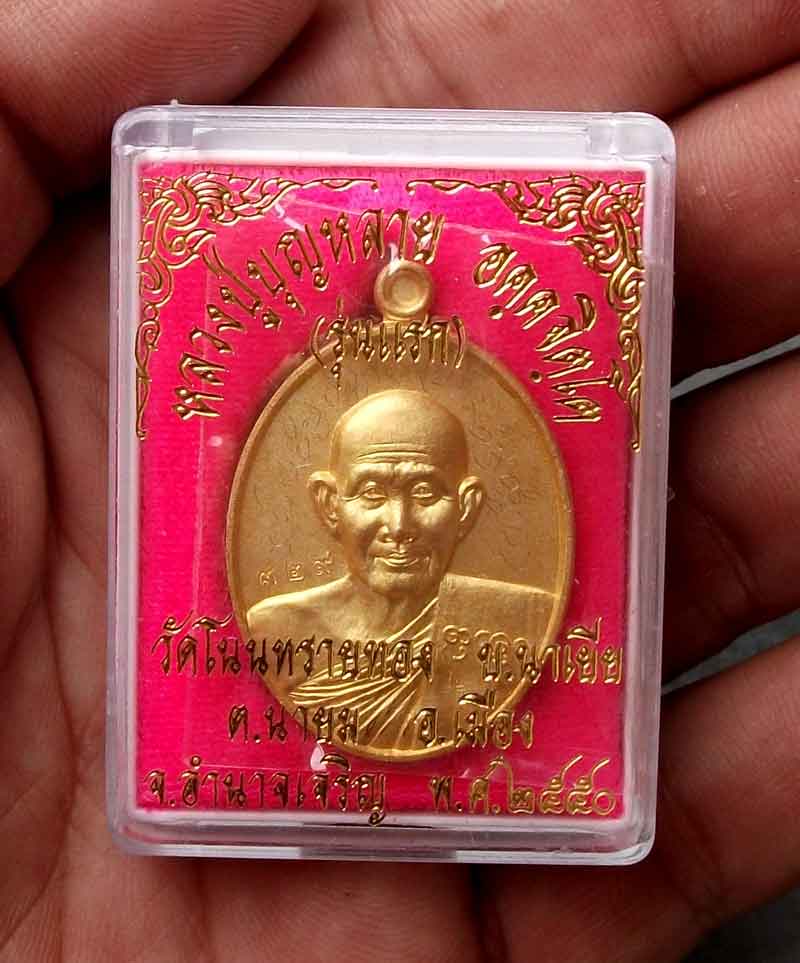 หลวงปู่บุญหลาย อตฺตจิตฺโต
(รุ่นแรก)
๓๒๙
วัดโนนทรายทอง บ.นาเยีย
ต.นายม อ.เมือง
จ.อำนาจเจริญ พ.ศ.๒๕๕๐